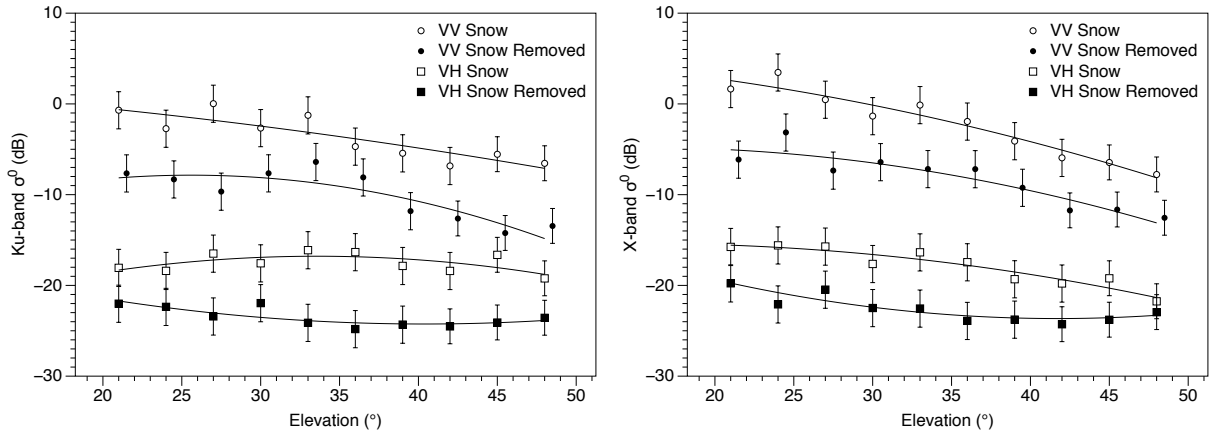 10
0
−10
−20
−30
Ku-band σ⁰ (dB)
VV Snow
VV Snow Removed
VH Snow
VH Snow Removed
20 25 30 35 40 45 50
Elevation (°)
10
0
−10
−20
−30
X-band σ⁰ (dB)
VV Snow
VV Snow Removed
VH Snow
VH Snow Removed
20 25 30 35 40 45 50
Elevation (°)